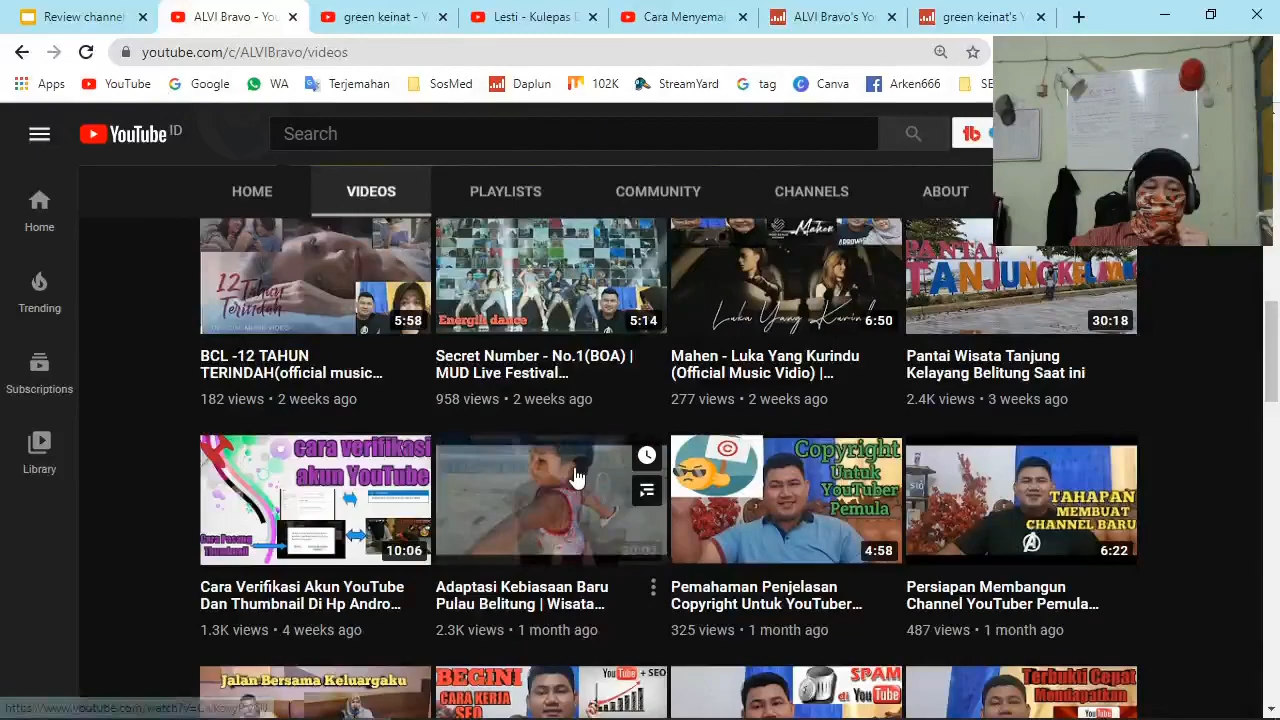 Review Channel
ALVI Bravo - Yo
green keinat - Y
Lesti - Kulepas D
Cara Menyema
ALVI Bravo's Yo
green keinat's Y
youtube.com/c/ALVIBravo/videos
Apps
YouTube
Google
WA
Terjemah
SosMed
Daplun
102K
StreamYard
tag
Canva
Arken666
YouTube ID
Search
HOME
VIDEOS
PLAYLISTS
COMMUNITY
CHANNELS
ABOUT
Home
Trending
Subscriptions
Library
12 Tahun
Terindah
5:58
Energik dance
5:14
Mahen
Luka Yang Kurindu
6:50
PANTAI
30:18
BCL -12 TAHUN
TERINDAH(official music...
182 views • 2 weeks ago
Secret Number - No.1(BOA) |
MUD Live Festival...
958 views • 2 weeks ago
Mahen - Luka Yang Kurindu
(Official Music Vidio) |...
277 views • 2 weeks ago
Pantai Wisata Tanjung
Kelayang Belitung Saat ini
2.4K views • 3 weeks ago
cara verifikasi
akun YouTube
Cara Pasang
Thumbnail
10:06
Copyright
Untuk
YouTuber
Pemula
4:58
TAHAPAN
MEMBUAT
CHANNEL BARU
6:22
Cara Verifikasi Akun YouTube
Dan Thumbnail Di Hp Andro...
1.3K views • 4 weeks ago
Adaptasi Kebiasaan Baru
Pulau Belitung | Wisata...
2.3K views • 1 month ago
Pemahaman Penjelasan
Copyright Untuk YouTuber...
325 views • 1 month ago
Persiapan Membangun
Channel YouTuber Pemula...
487 views • 1 month ago
Jalan Bersama Keluargaku
BEGINI
CARA KERJA
SEO
YouTube + SEO
SPAM
di YouTube
Terbukti Cepat
Mendapatkan
YouTube